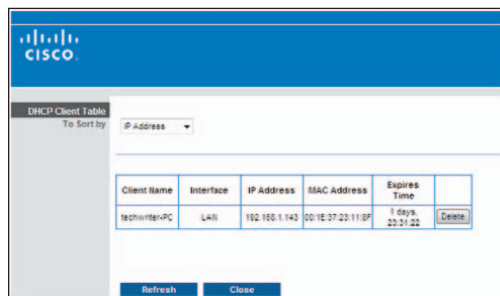 CISCO.
DHCP Client Table
To Sort by IP Address
Client Name Interface IP Address MAC Address Expires Time
techwriter-PC LAN 192.168.1.143 00:1E:37:23:11:8F 1 days, 23:31:22 Delete
Refresh Close